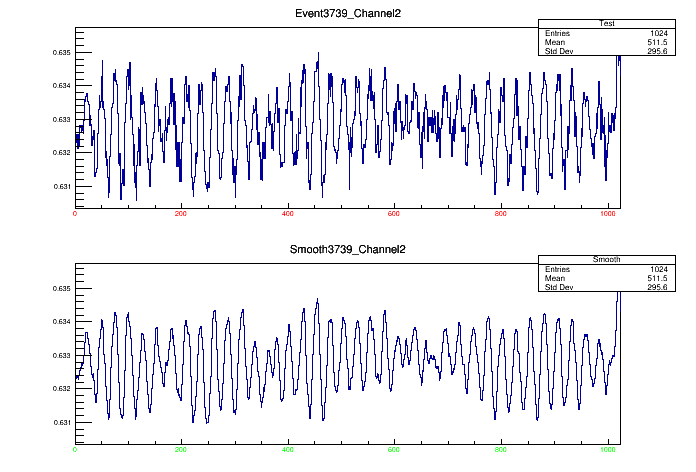 Event3739_Channel2
Test
Entries 1024
Mean 511.5
Std Dev 295.6
0.635
0.634
0.633
0.632
0.631
0 200 400 600 800 1000
Smooth3739_Channel2
Smooth
Entries 1024
Mean 511.5
Std Dev 295.6
0.635
0.634
0.633
0.632
0.631
0 200 400 600 800 1000